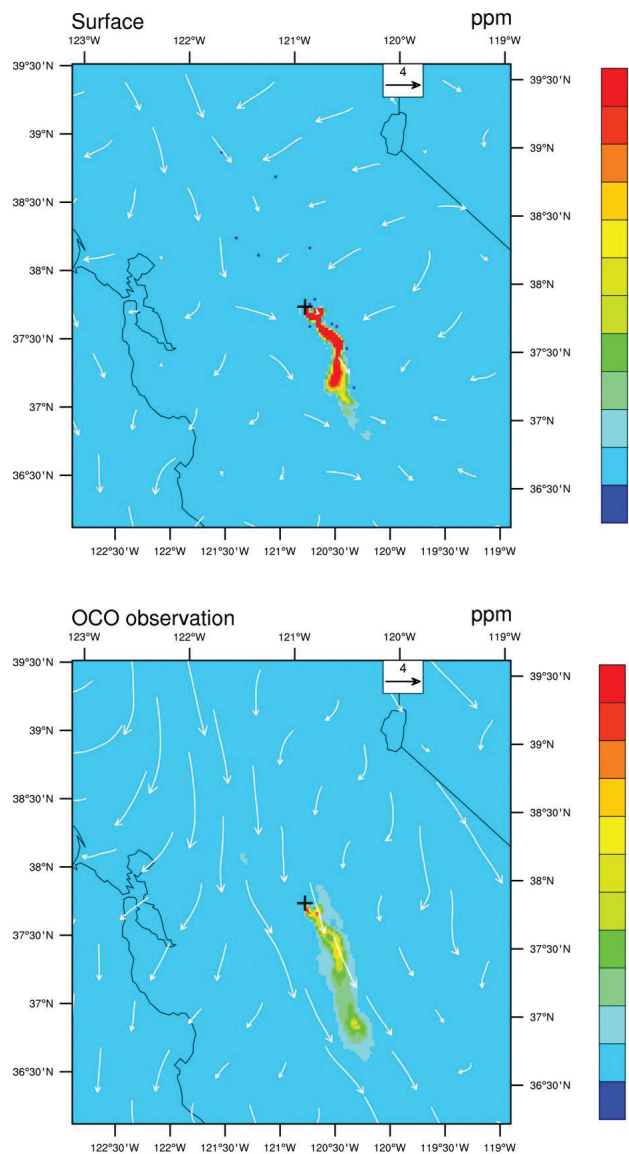 Surface ppm
123°W 122°W 121°W 120°W 119°W
4
39°30'N 39°30'N
39°N 39°N
38°30'N 38°30'N
38°N 38°N
37°30'N 37°30'N
37°N 37°N
36°30'N 36°30'N
122°30'W 122°W 121°30'W 121°W 120°30'W 120°W 119°30'W 119°W
OCO observation ppm
123°W 122°W 121°W 120°W 119°W
4
39°30'N 39°30'N
39°N 39°N
38°30'N 38°30'N
38°N 38°N
37°30'N 37°30'N
37°N 37°N
36°30'N 36°30'N
122°30'W 122°W 121°30'W 121°W 120°30'W 120°W 119°30'W 119°W